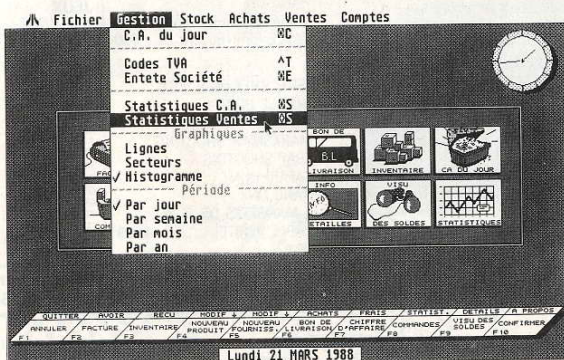 Fichier Gestion Stock Achats Ventes Comptes
C.A. du jour ⌘C
Codes TVA ^T
Entete Société ⌘E
Statistiques C.A. ⌘S
Statistiques Ventes ⌘S
Graphiques
Lignes
Secteurs
✓ Histogramme
Période
✓ Par jour
Par semaine
Par mois
Par an
FAC
BON DE
B.L
LIVRAISON
INVENTAIRE
CA DU JOUR
COM
INFO
DETAILLES
VISU
DES SOLDES
STATISTIQUES
QUITTER AVOIR RECU MODIF ↓ MODIF ↓ ACHATS FRAIS STATIST. DETAILS A PROPOS
ANNULER FACTURE INVENTAIRE NOUVEAU PRODUIT NOUVEAU FOURNISS. BON DE LIVRAISON CHIFFRE D'AFFAIRE COMMANDES VISU DES SOLDES CONFIRMER
F1 F2 F3 F4 F5 F6 F7 F8 F9 F10
Lundi 21 MARS 1988